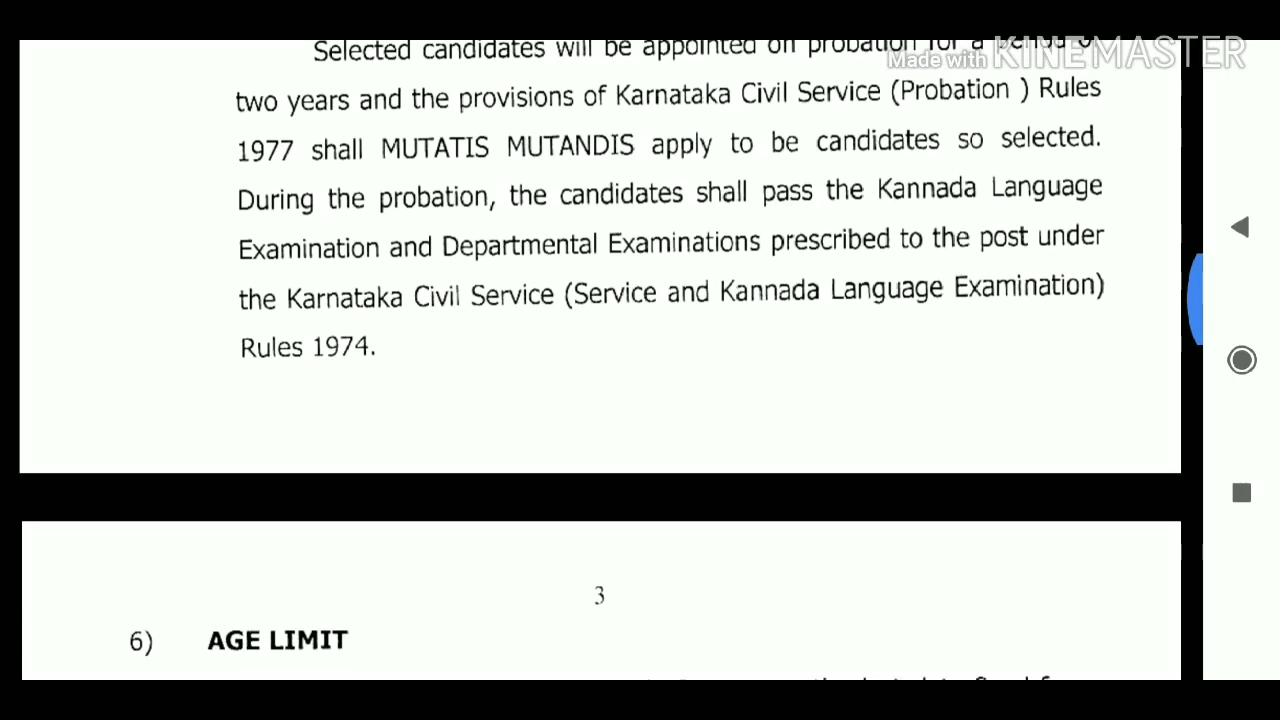 Selected candidates will be appointed on probation for a period of
Made with KINEMASTER
two years and the provisions of Karnataka Civil Service (Probation ) Rules
1977 shall MUTATIS MUTANDIS apply to be candidates so selected.
During the probation, the candidates shall pass the Kannada Language
Examination and Departmental Examinations prescribed to the post under
the Karnataka Civil Service (Service and Kannada Language Examination)
Rules 1974.
3
6) AGE LIMIT